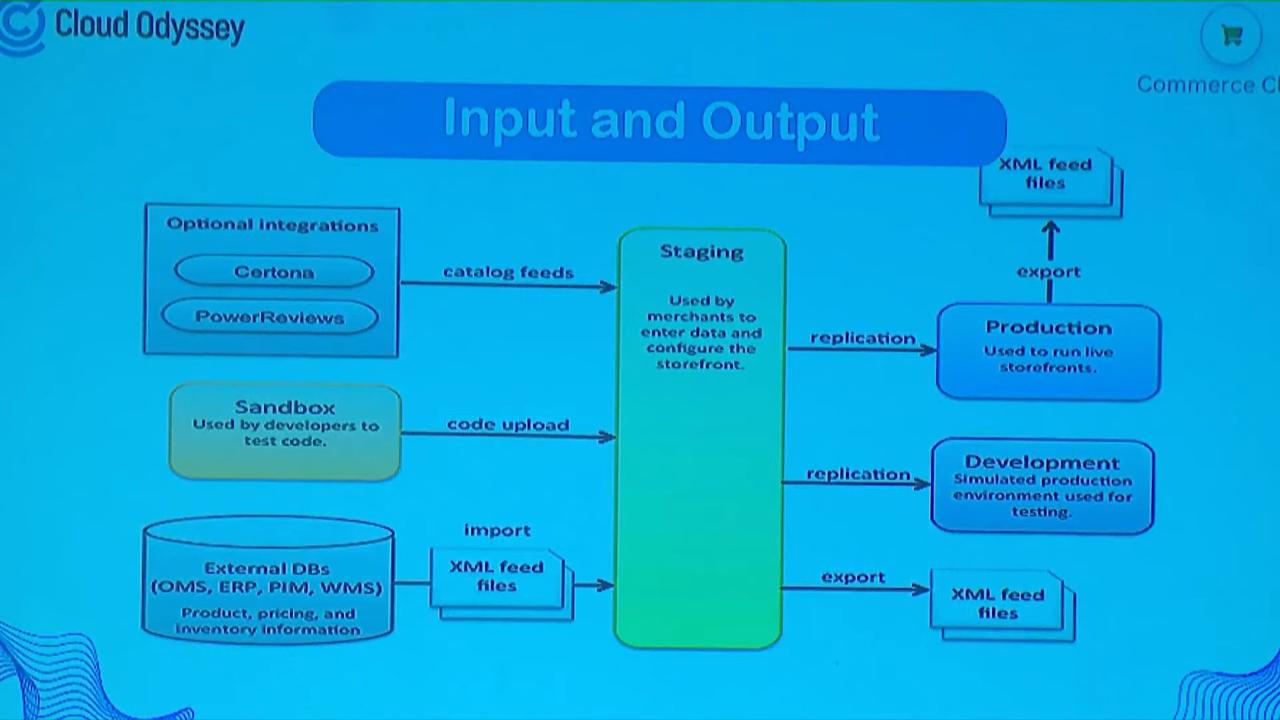 Cloud Odyssey
Commerce Cl
Input and Output
XML feed
files
export
Optional integrations
Certona
PowerReviews
catalog feeds
Staging
Used by
merchants to
enter data and
configure the
storefront.
replication
Production
Used to run live
storefronts.
Sandbox
Used by developers to
test code.
code upload
replication
Development
Simulated production
environment used for
testing.
External DBs
(OMS, ERP, PIM, WMS)
Product, pricing, and
inventory information
import
XML feed
files
export
XML feed
files